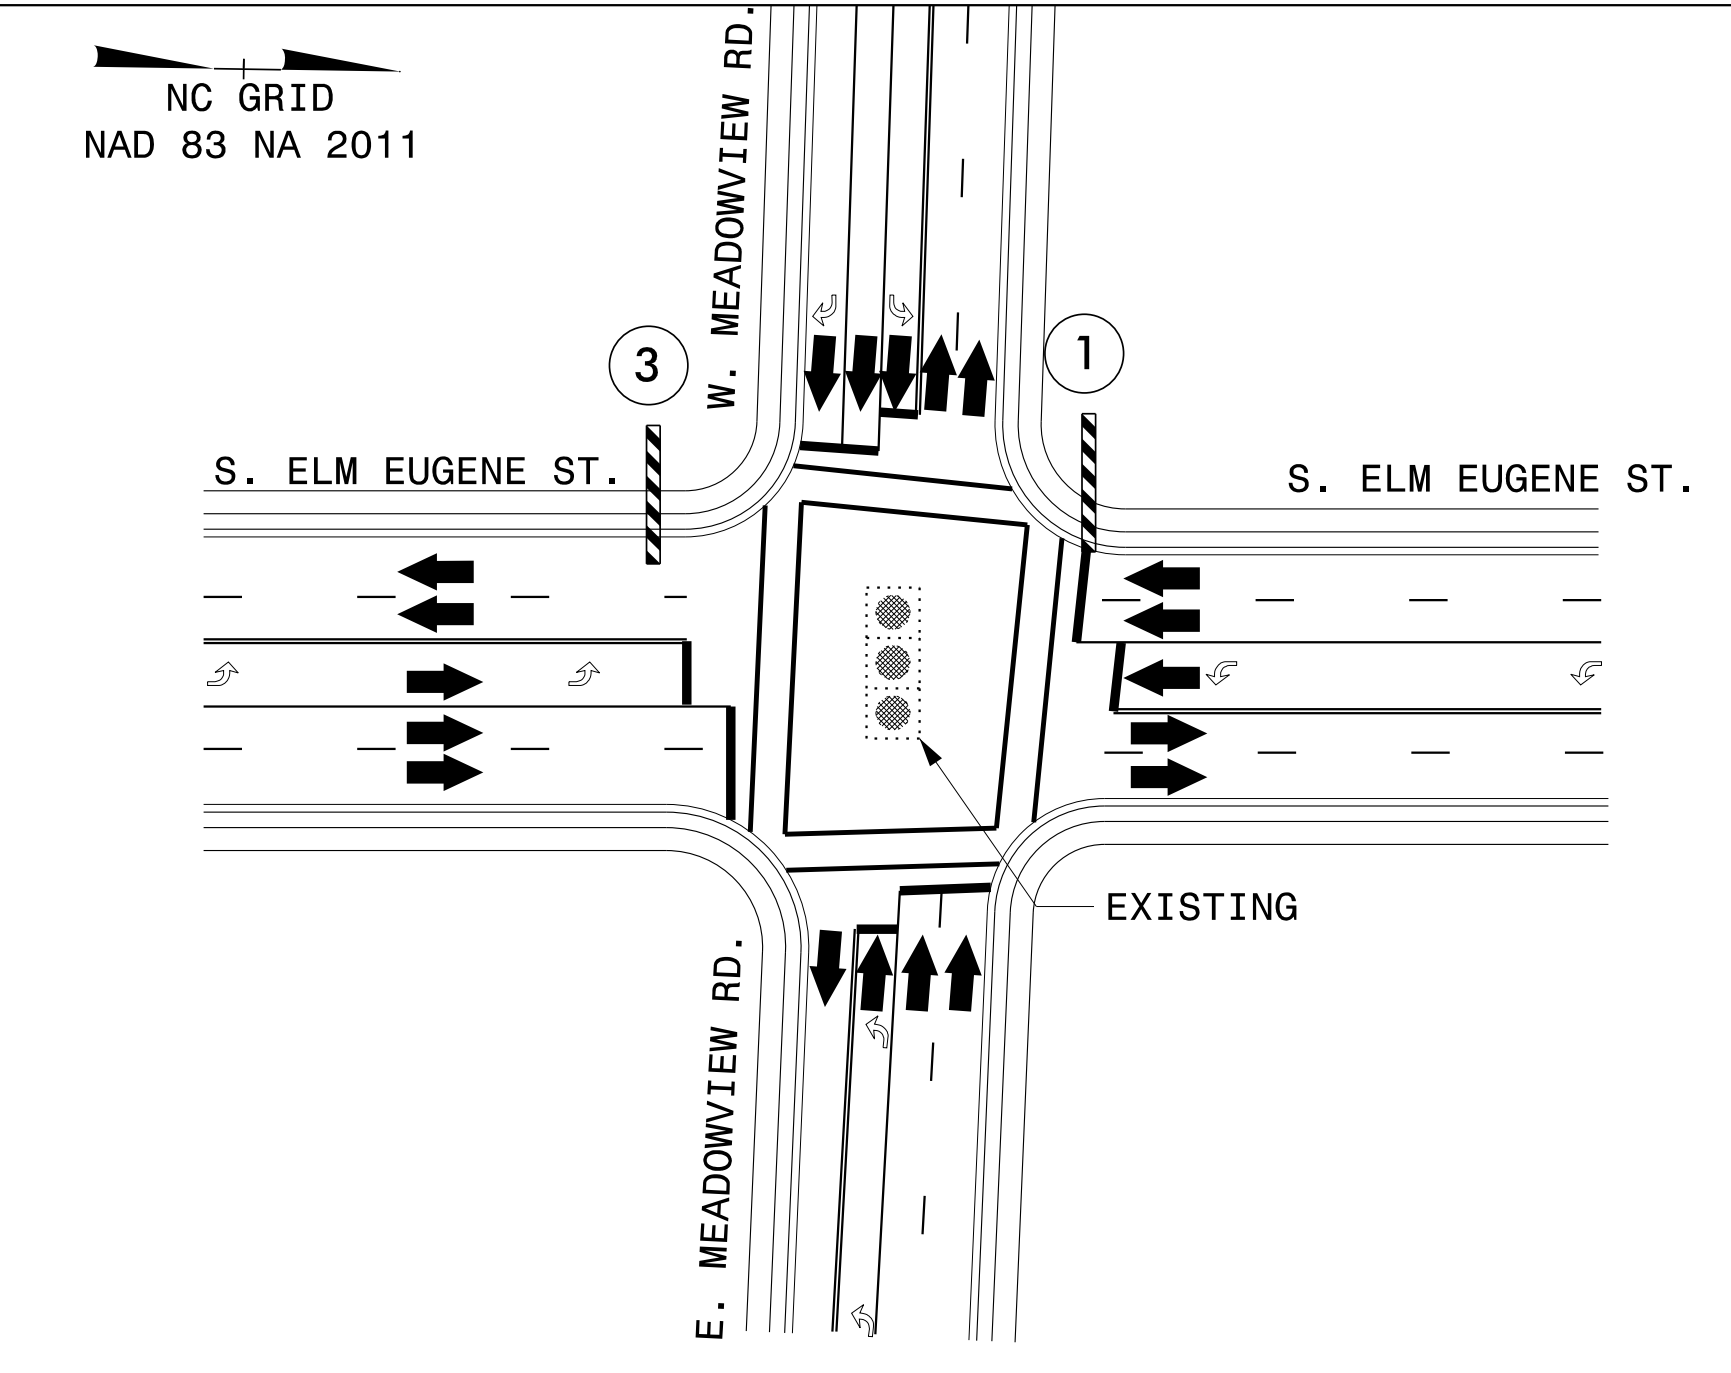 NC GRID
NAD 83 NA 2011
W. MEADOWVIEW RD.
3
1
S. ELM EUGENE ST.
S. ELM EUGENE ST.
EXISTING
E. MEADOWVIEW RD.